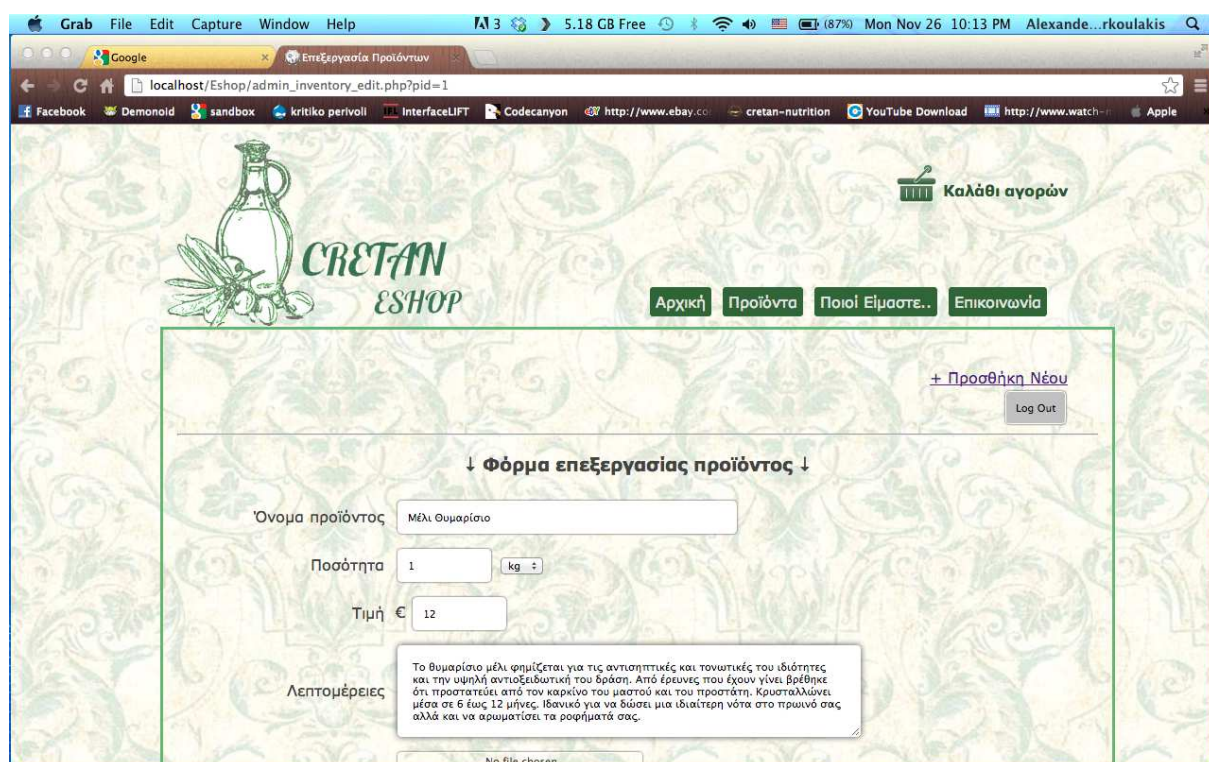 Grab File Edit Capture Window Help 3 5.18 GB Free (87%) Mon Nov 26 10:13 PM Alexande...rkoulakis
Google Επεξεργασία Προϊόντων
localhost/Eshop/admin_inventory_edit.php?pid=1
Facebook Demonoid sandbox kritiko perivoli InterfaceLIFT Codecanyon http://www.ebay.co cretan-nutrition YouTube Download http://www.watch- Apple
Καλάθι αγορών
CRETAN
ESHOP
Αρχική Προϊόντα Ποιοί Είμαστε.. Επικοινωνία
+ Προσθήκη Νέου
Log Out
↓ Φόρμα επεξεργασίας προϊόντος ↓
Όνομα προϊόντος Μέλι Θυμαρίσιο
Ποσότητα 1 kg
Τιμή € 12
Λεπτομέρειες
Το θυμαρίσιο μέλι φημίζεται για τις αντισηπτικές και τονωτικές του ιδιότητες
και την υψηλή αντιοξειδωτική του δράση. Από έρευνες που έχουν γίνει βρέθηκε
ότι προστατεύει από τον καρκίνο του μαστού και του προστάτη. Κρυσταλλώνει
μέσα σε 6 έως 12 μήνες. Ιδανικό για να δώσει μια ιδιαίτερη νότα στο πρωινό σας
αλλά και να αρωματίσει τα ροφήματά σας.
No file chosen